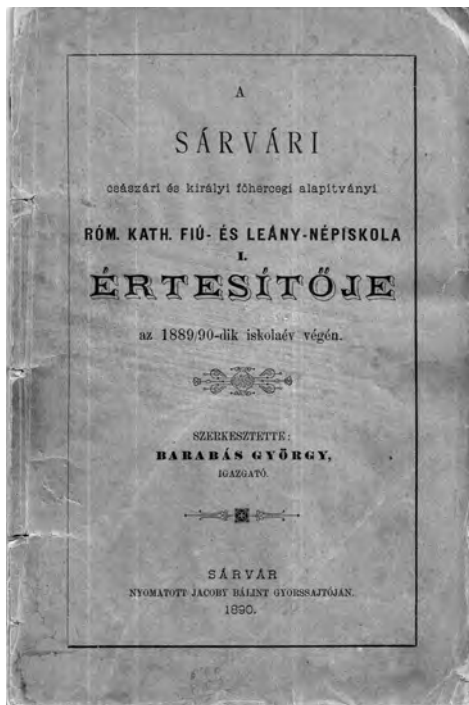 A
SÁRVÁRI
császári és királyi főhercegi alapitványi
RÓM. KATH. FIÚ- ÉS LEÁNY-NÉPISKOLA
I.
ÉRTESÍTŐJE
az 1889/90-dik iskolaév végén.
SZERKESZTETTE:
BARABÁS GYÖRGY,
IGAZGATÓ.
SÁRVÁR
NYOMATOTT JACOBY BÁLINT GYORSSAJTÓJÁN.
1890.